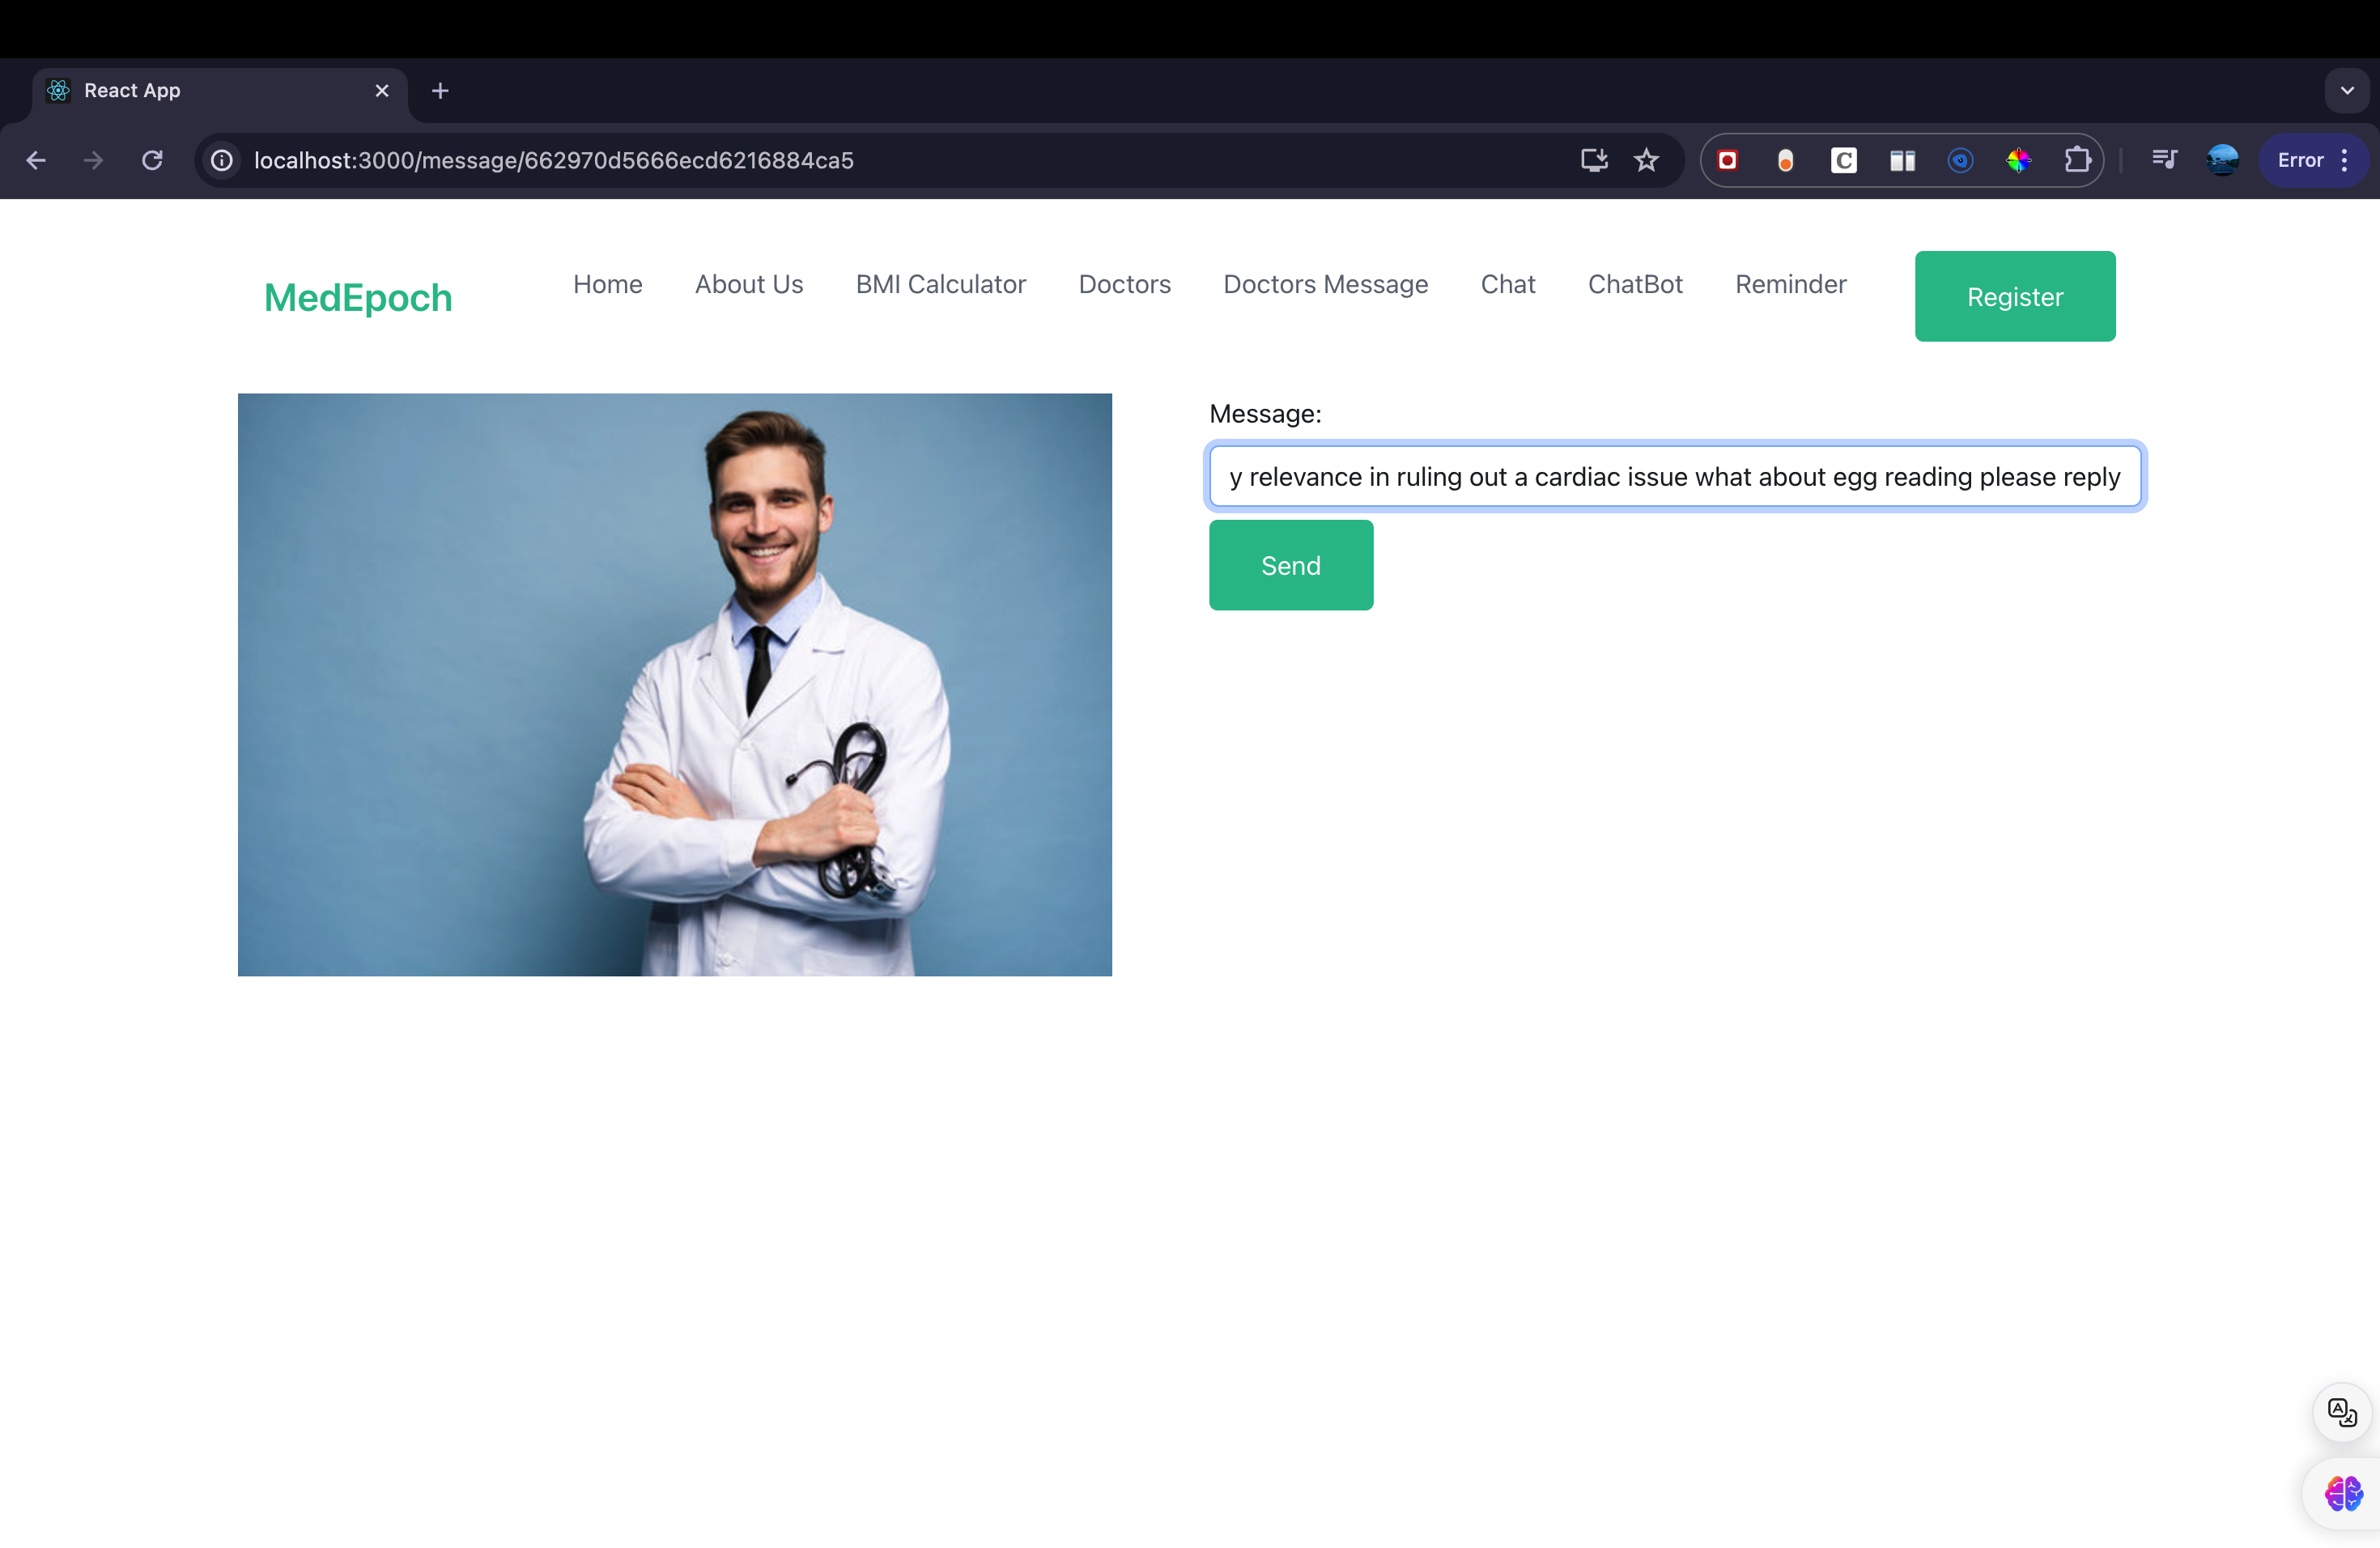 React App
localhost:3000/message/662970d5666ecd6216884ca5
Error
MedEpoch
Home About Us BMI Calculator Doctors Doctors Message Chat ChatBot Reminder
Register
Message:
y relevance in ruling out a cardiac issue what about egg reading please reply
Send